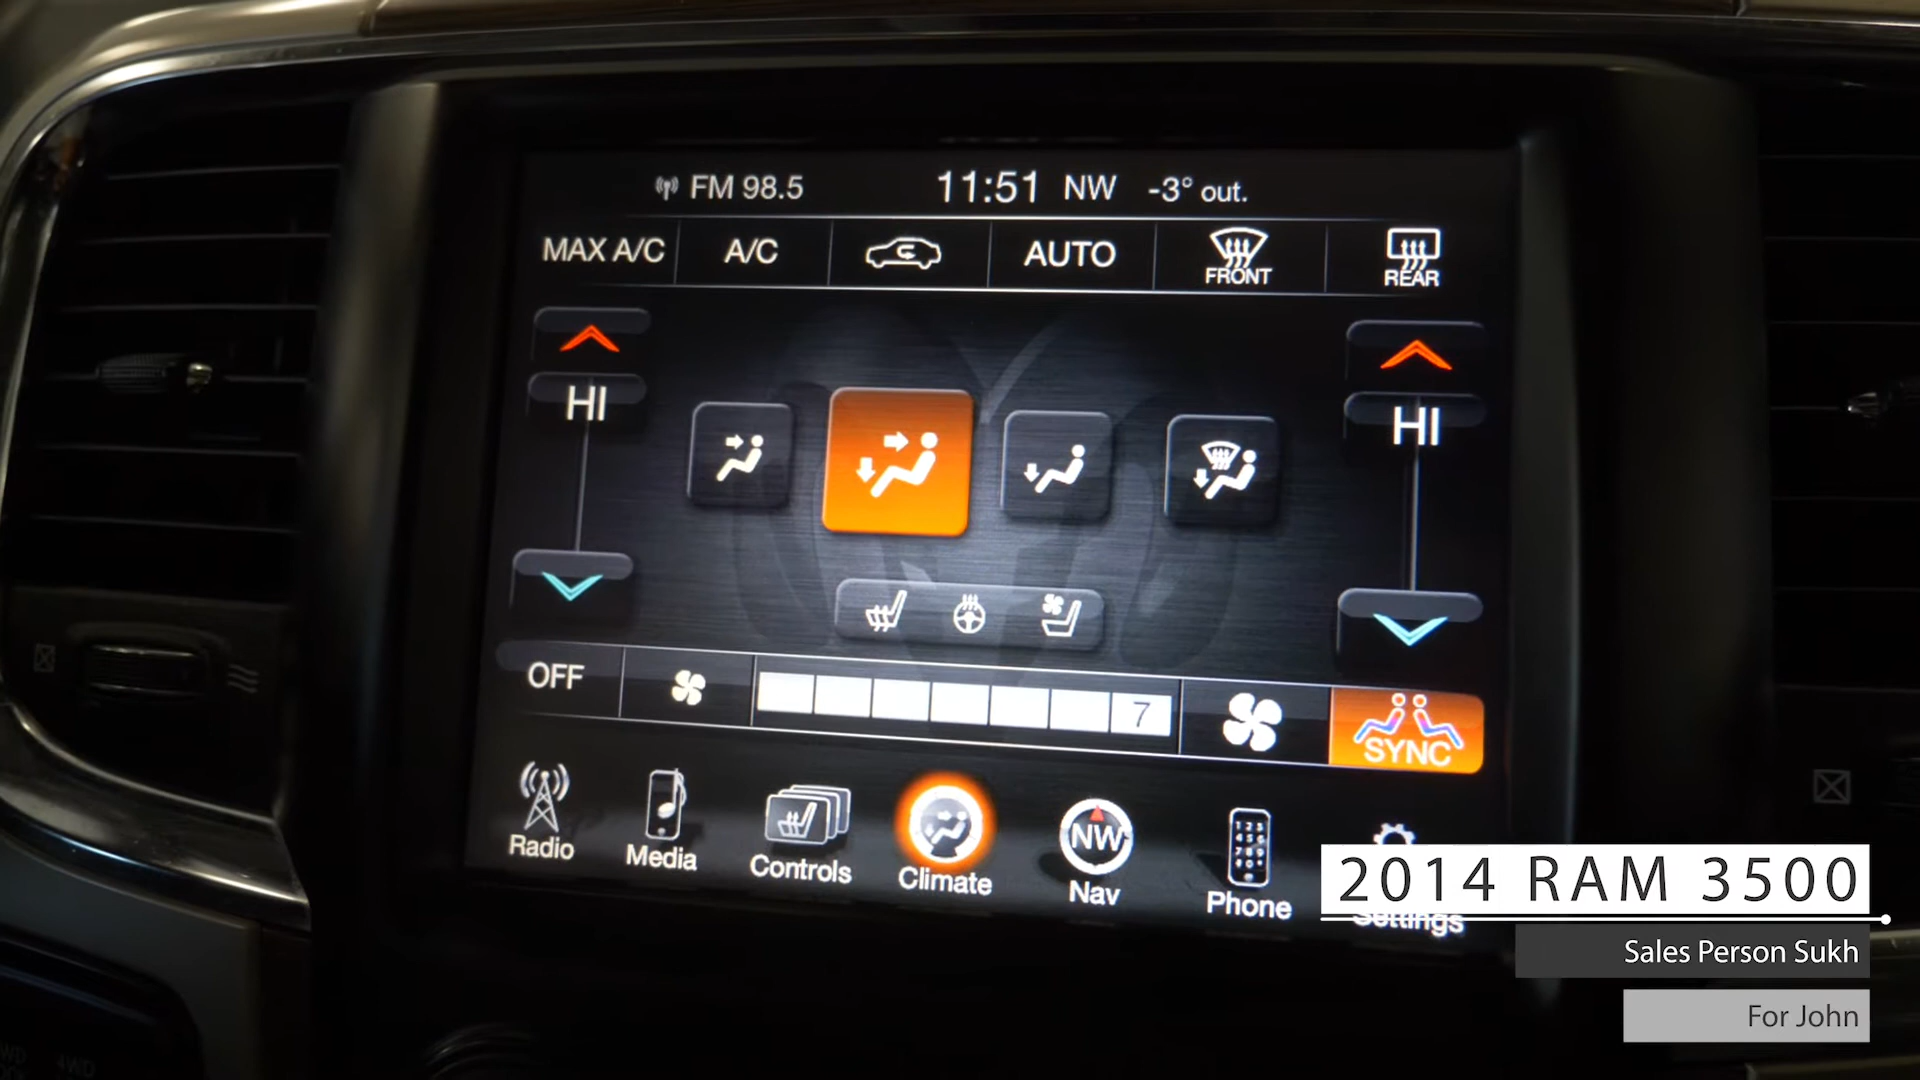 FM 98.5 11:51 NW -3° out.
MAX A/C A/C AUTO FRONT REAR
HI HI
OFF 7 SYNC
Radio Media Controls Climate NW Nav Phone Settings
2014 RAM 3500
Sales Person Sukh
For John
4WD